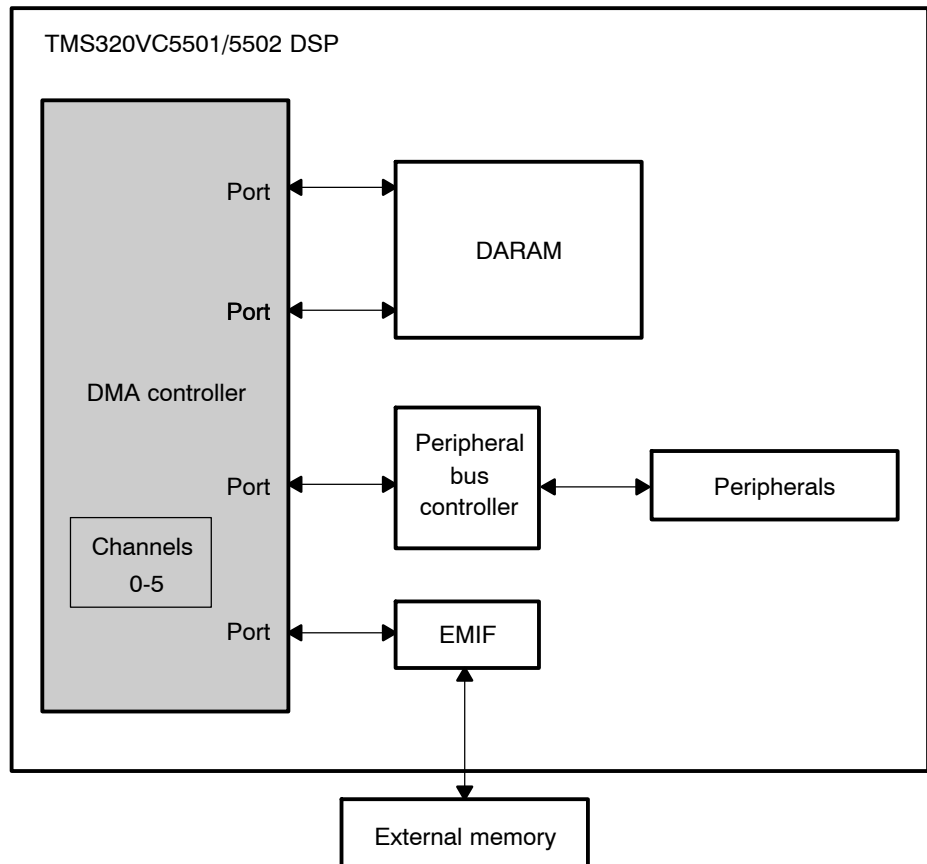 TMS320VC5501/5502 DSP
Port
DARAM
Port
DMA controller
Peripheral
bus
controller
Port
Peripherals
Channels
0-5
Port
EMIF
External memory